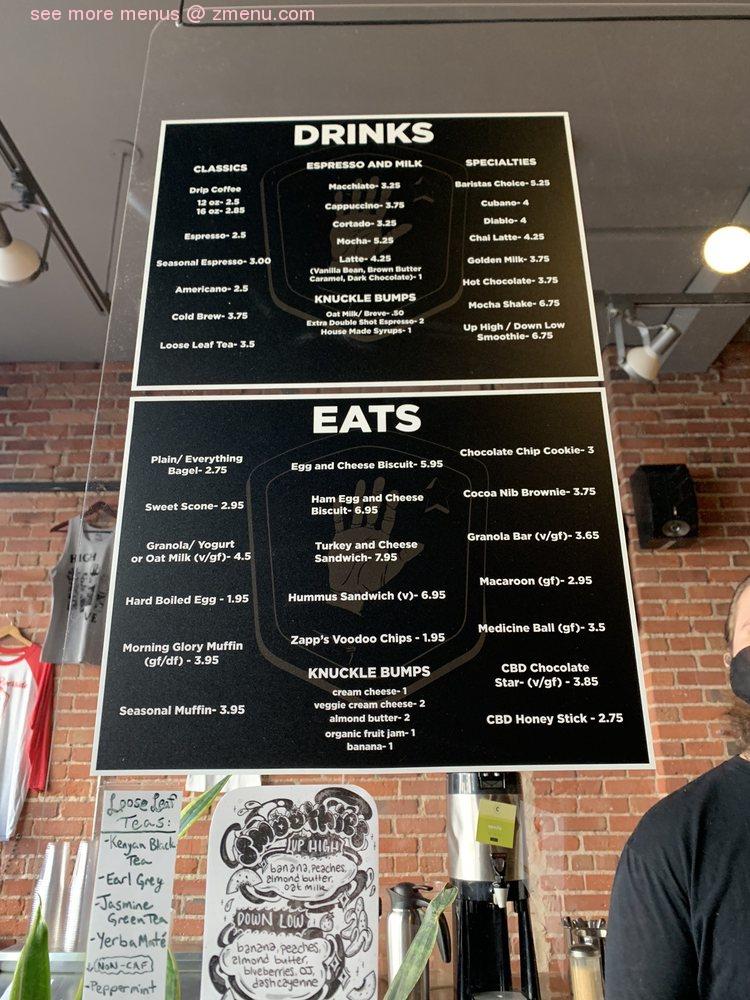 see more menus @ zmenu.com
DRINKS
CLASSICS
Drip Coffee
12 oz- 2.5
16 oz- 2.85
Espresso- 2.5
Seasonal Espresso- 3.00
Americano- 2.5
Cold Brew- 3.75
Loose Leaf Tea- 3.5
ESPRESSO AND MILK
Macchiato- 3.25
Cappuccino- 3.75
Cortado- 3.25
Mocha- 5.25
Latte- 4.25
(Vanilla Bean, Brown Butter
Caramel, Dark Chocolate)- 1
KNUCKLE BUMPS
Oat Milk/ Breve- .50
Extra Double Shot Espresso- 2
House Made Syrups- 1
SPECIALTIES
Baristas Choice- 5.25
Cubano- 4
Diablo- 4
Chai Latte- 4.25
Golden Milk- 3.75
Hot Chocolate- 3.75
Mocha Shake- 6.75
Up High / Down Low
Smoothie- 6.75
EATS
Plain/ Everything
Bagel- 2.75
Sweet Scone- 2.95
Granola/ Yogurt
or Oat Milk (v/gf)- 4.5
Hard Boiled Egg - 1.95
Morning Glory Muffin
(gf/df) - 3.95
Seasonal Muffin- 3.95
Egg and Cheese Biscuit- 5.95
Ham Egg and Cheese
Biscuit- 6.95
Turkey and Cheese
Sandwich- 7.95
Hummus Sandwich (v)- 6.95
Zapp's Voodoo Chips - 1.95
KNUCKLE BUMPS
cream cheese- 1
veggie cream cheese- 2
almond butter- 2
organic fruit jam- 1
banana- 1
Chocolate Chip Cookie- 3
Cocoa Nib Brownie- 3.75
Granola Bar (v/gf)- 3.65
Macaroon (gf)- 2.95
Medicine Ball (gf)- 3.5
CBD Chocolate
Star- (v/gf) - 3.85
CBD Honey Stick - 2.75
HIGH
Loose Leaf
Teas:
-Kenyan Black
Tea
-Earl Grey
-Jasmine
Green Tea
-Yerba Maté
NON-CAF
-Peppermint
SMOOTHIES
UP HIGH
banana, peaches,
almond butter,
oat milk
DOWN LOW
banana, peaches,
almond butter,
blueberries, OJ,
dash cayenne